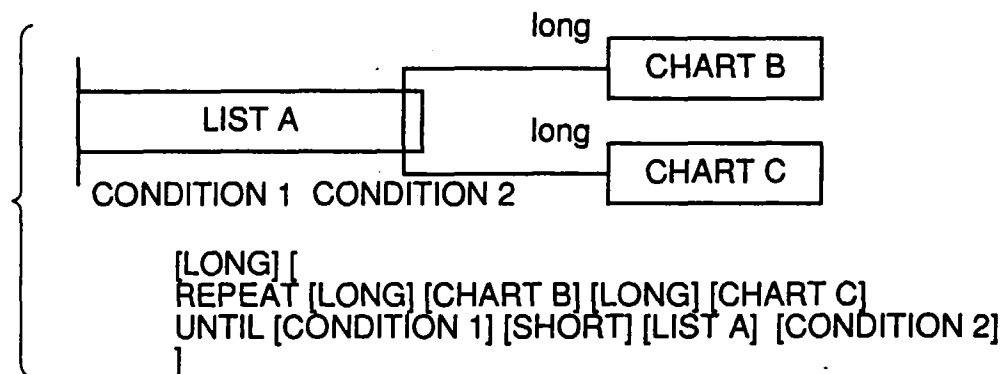 long
CHART B
LIST A
long
CHART C
CONDITION 1 CONDITION 2
[LONG] [
REPEAT [LONG] [CHART B] [LONG] [CHART C]
UNTIL [CONDITION 1] [SHORT] [LIST A] [CONDITION 2]
]